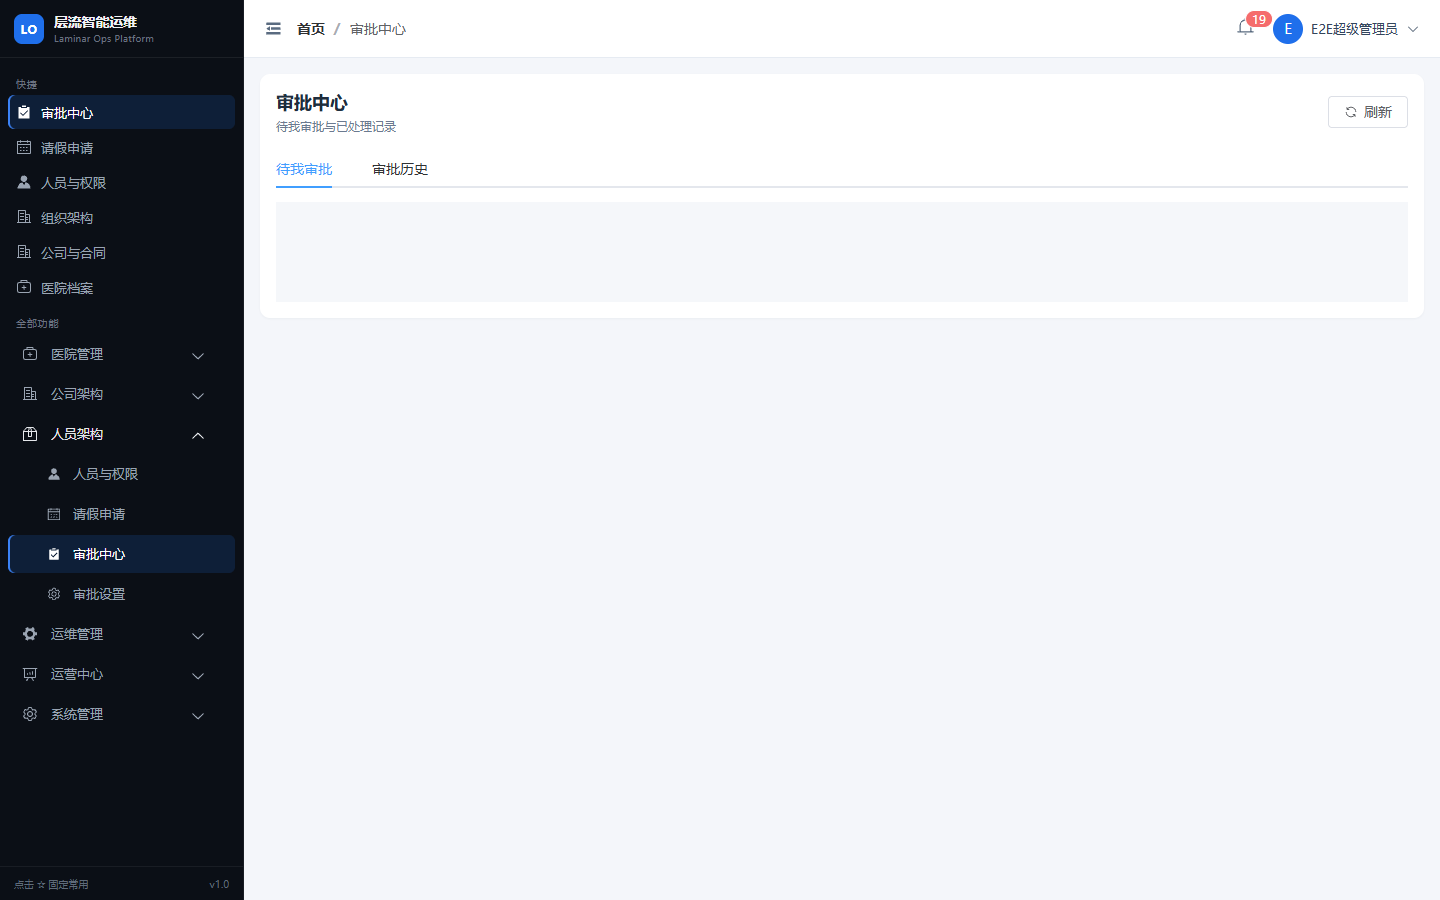 LO
层流智能运维
Laminar Ops Platform
快捷
审批中心
请假申请
人员与权限
组织架构
公司与合同
医院档案
全部功能
医院管理
公司架构
人员架构
人员与权限
请假申请
审批中心
审批设置
运维管理
运营中心
系统管理
点击 ☆ 固定常用
v1.0
首页 / 审批中心
19
E
E2E超级管理员
审批中心
待我审批与已处理记录
刷新
待我审批
审批历史